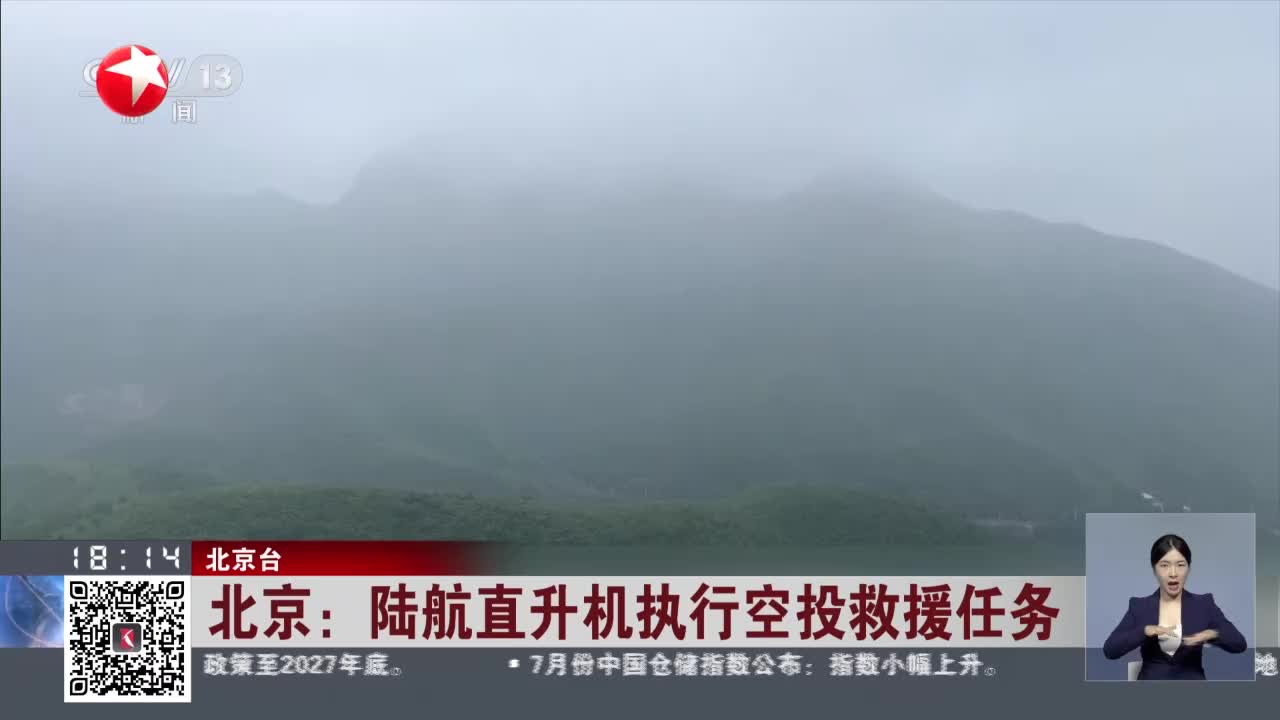 13
闻
18:14
北京台
北京：陆航直升机执行空投救援任务
政策至2027年底。 ▪ 7月份中国仓储指数公布：指数小幅上升。